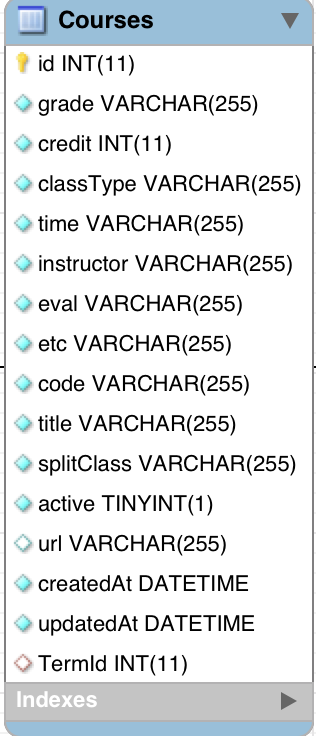 Courses
id INT(11)
grade VARCHAR(255)
credit INT(11)
classType VARCHAR(255)
time VARCHAR(255)
instructor VARCHAR(255)
eval VARCHAR(255)
etc VARCHAR(255)
code VARCHAR(255)
title VARCHAR(255)
splitClass VARCHAR(255)
active TINYINT(1)
url VARCHAR(255)
createdAt DATETIME
updatedAt DATETIME
TermId INT(11)
Indexes